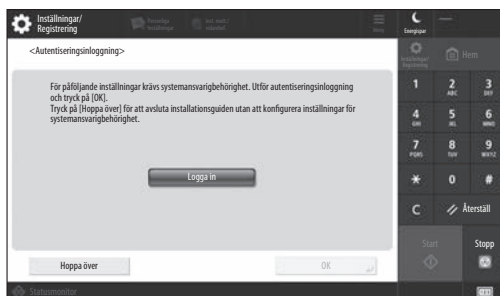 Inställningar/
Registrering
Energispar
<Autentiseringsinloggning>
Hem
För påföljande inställningar krävs systemansvarigbehörighet. Utför autentiseringsinloggning
och tryck på [OK].
Tryck på [Hoppa över] för att avsluta installationsguiden utan att konfigurera inställningar för
systemansvarigbehörighet.
Logga in
Hoppa över
OK
Statusmonitor
1
2
ABC
3
DEF
4
GHI
5
JKL
6
MNO
7
PQRS
8
TUV
9
WXYZ
*
0
#
C
Återställ
Start
Stopp